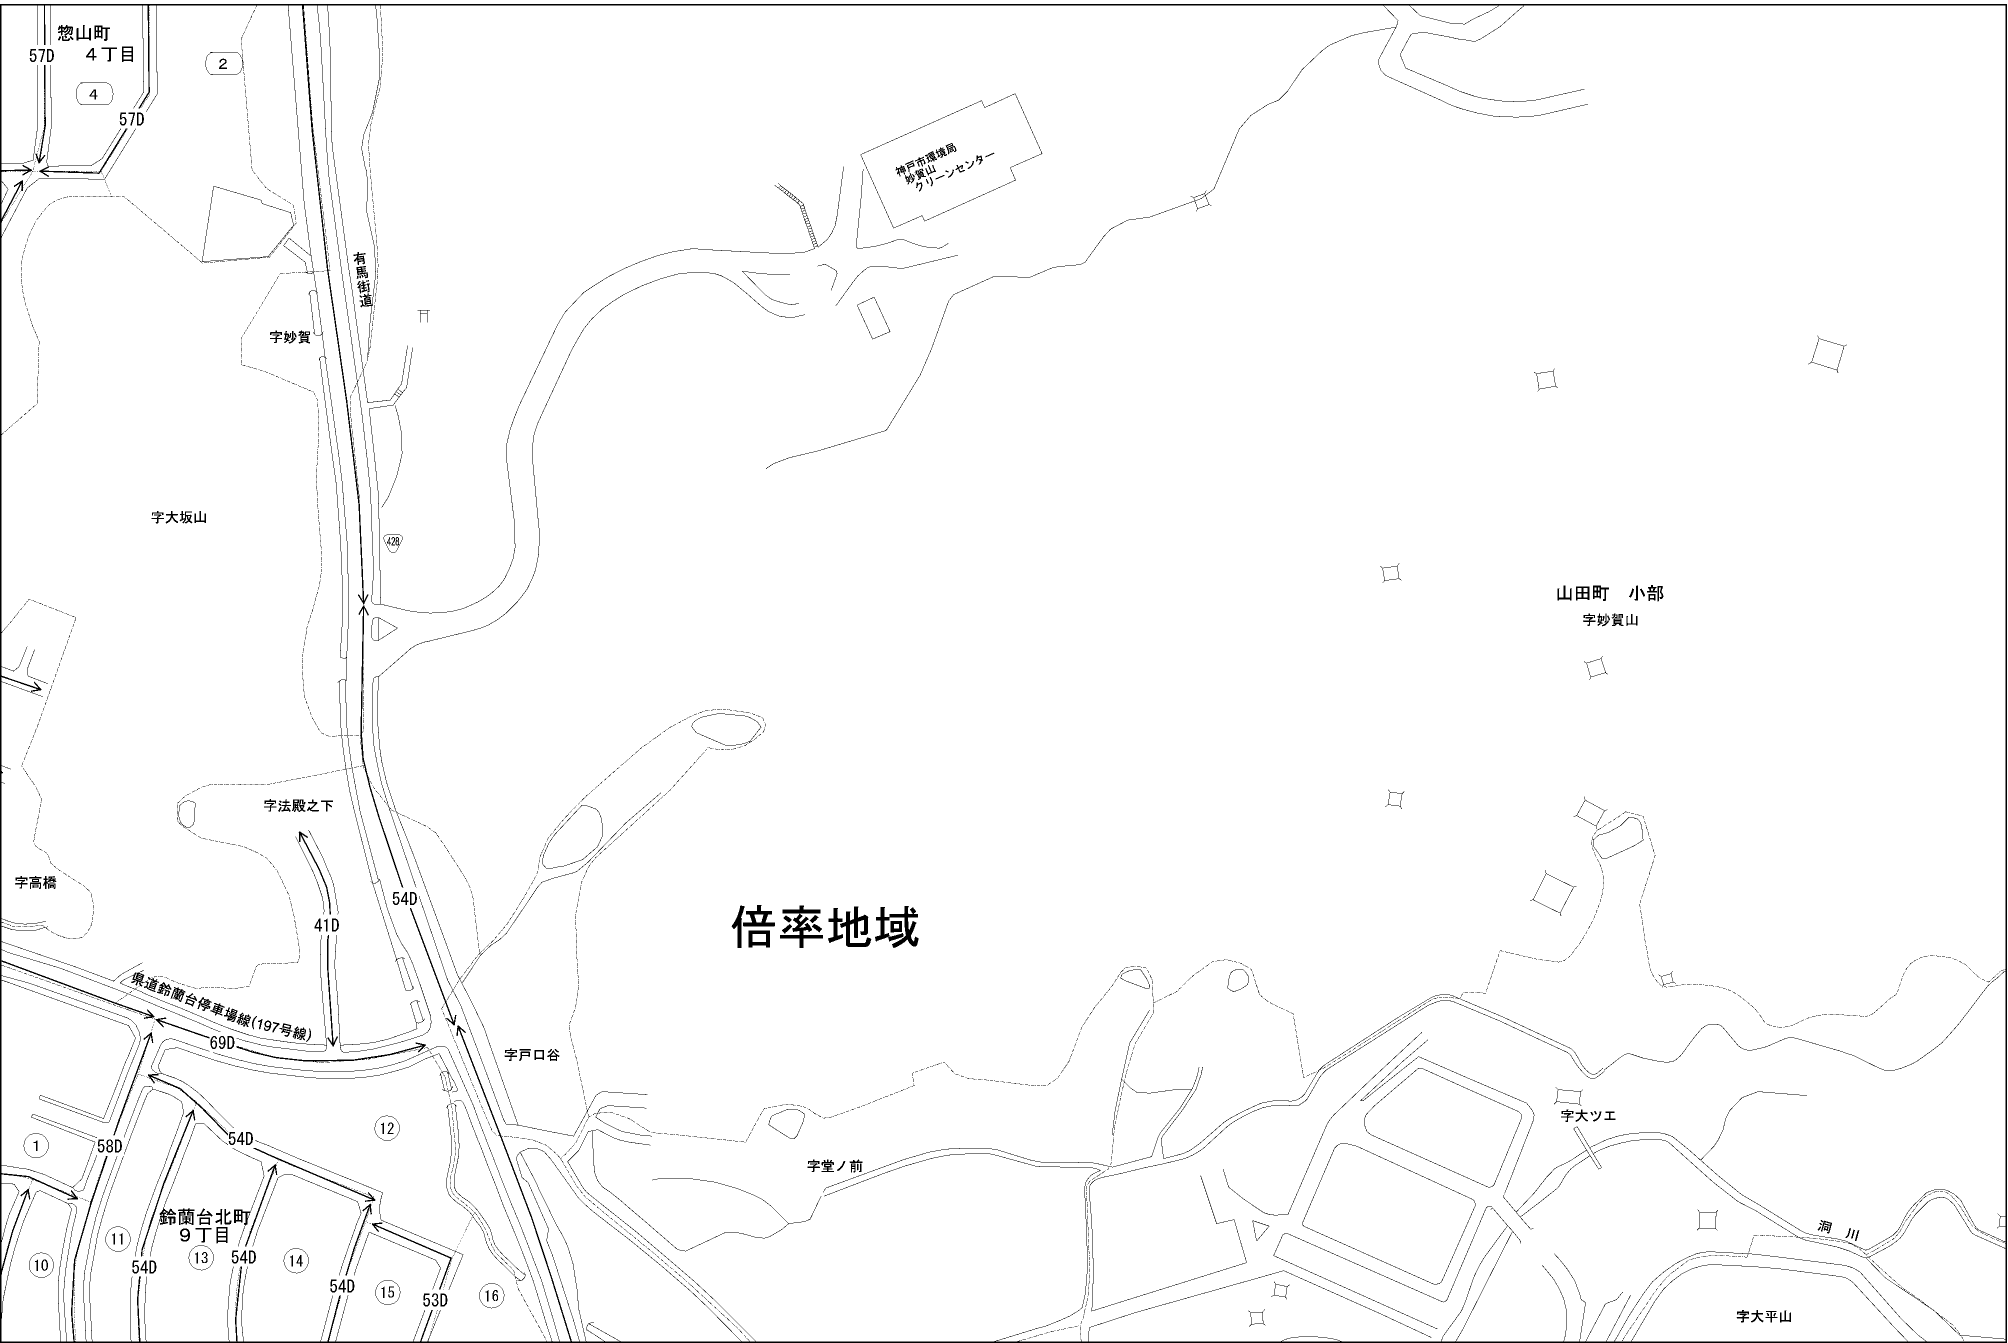 惣山町
４丁目
57D
2
4
57D
神戸市環境局
妙賀山
クリーンセンター
有馬街道
字妙賀
字大坂山
428
山田町　小部
字妙賀山
字法殿之下
字高橋
54D
41D
倍率地域
県道鈴蘭台停車場線(197号線)
69D
字戸口谷
字大ツエ
12
1
58D
54D
字堂ノ前
鈴蘭台北町
９丁目
11
13
14
10
54D
54D
54D
15
53D
16
洞川
字大平山